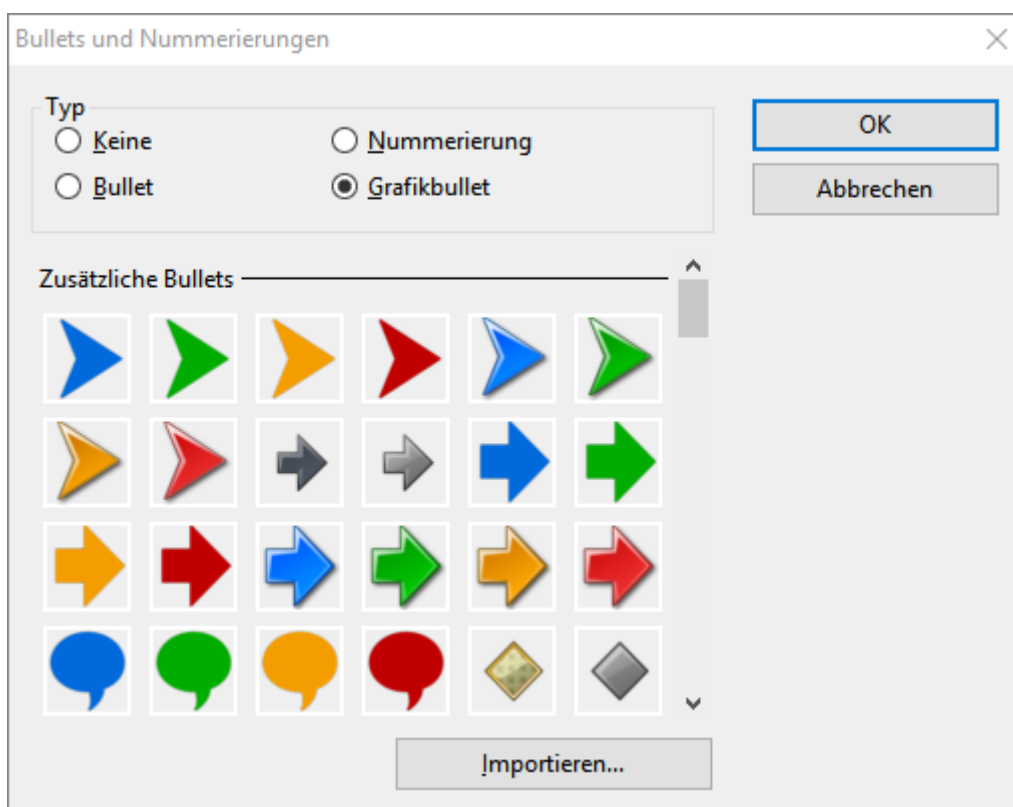 Bullets und Nummerierungen
Typ
Keine
Nummerierung
OK
Bullet
Grafikbullet
Abbrechen
Zusätzliche Bullets
Importieren...